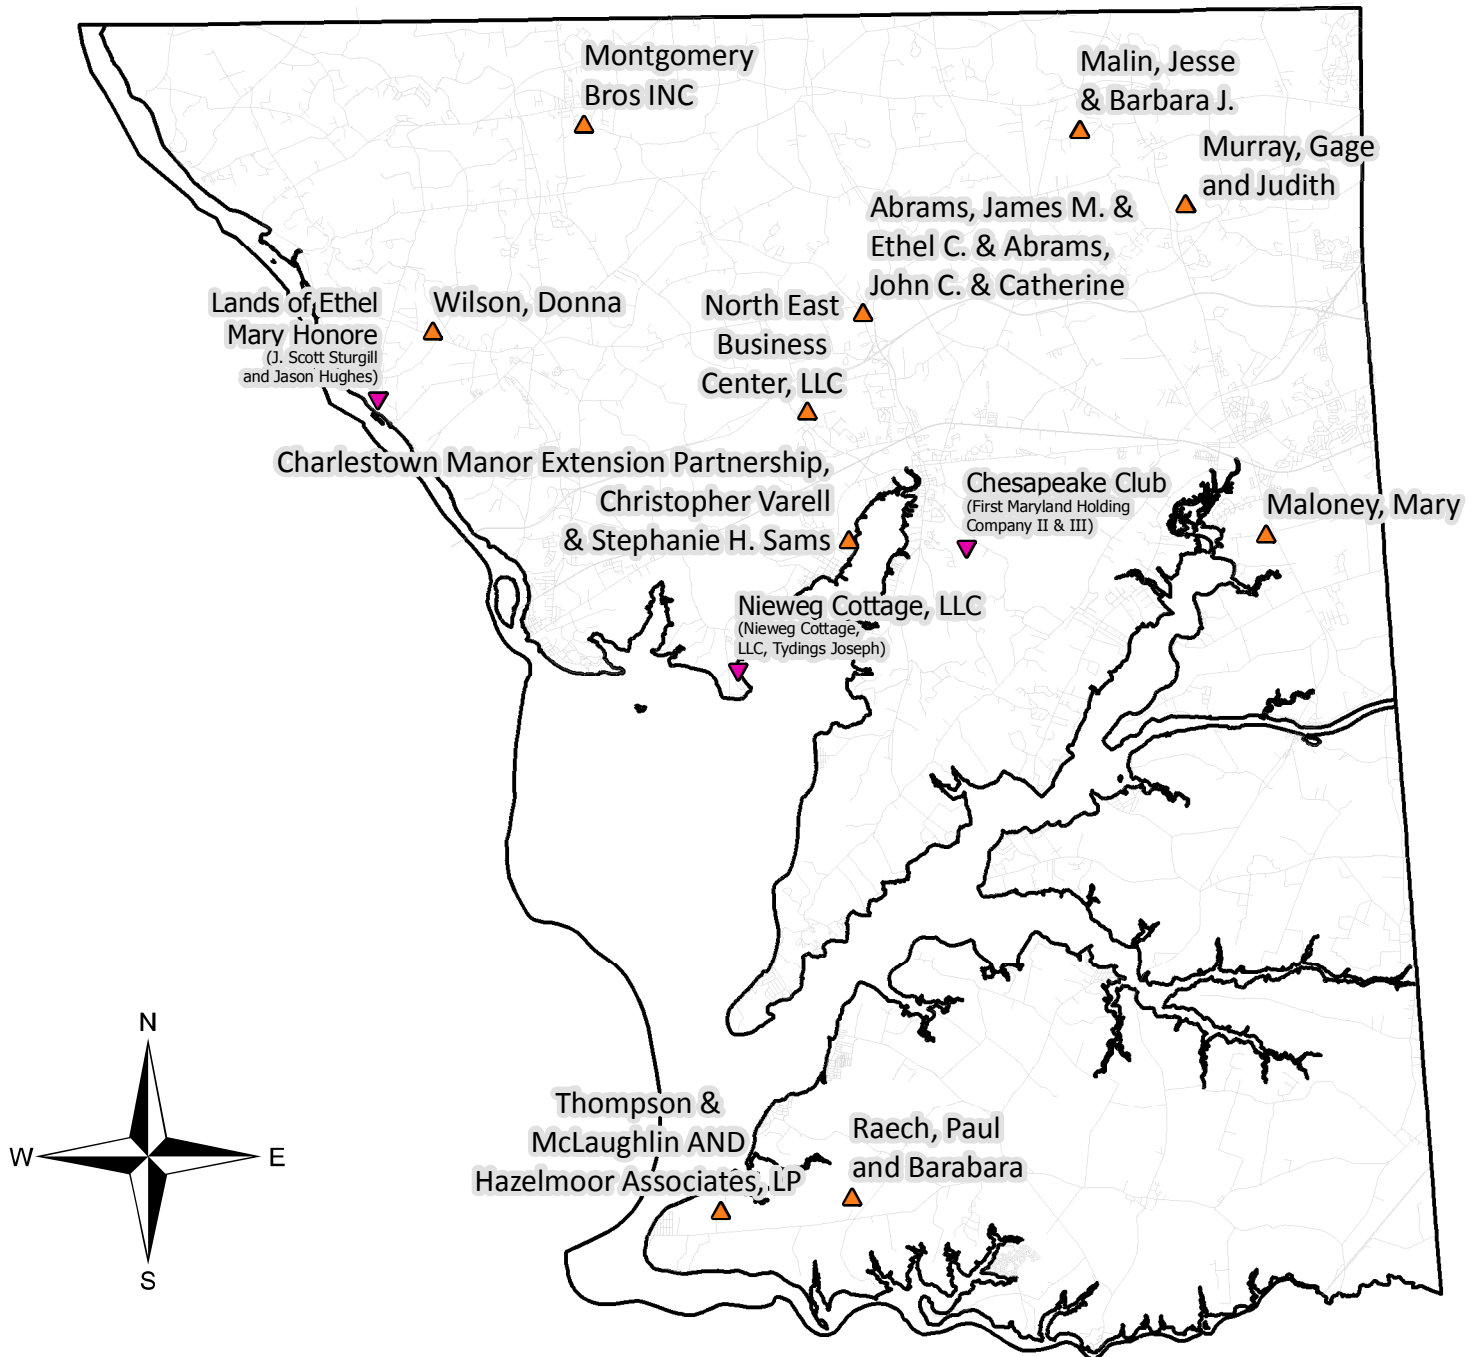 Montgomery
Bros INC
Malin, Jesse
& Barbara J.
Murray, Gage
and Judith
Abrams, James M. &
Ethel C. & Abrams,
John C. & Catherine
Lands of Ethel
Mary Honore
(J. Scott Sturgill
and Jason Hughes)
Wilson, Donna
North East
Business
Center, LLC
Charlestown Manor Extension Partnership,
Christopher Varell
& Stephanie H. Sams
Chesapeake Club
(First Maryland Holding
Company II & III)
Maloney, Mary
Nieweg Cottage, LLC
(Nieweg Cottage,
LLC, Tydings Joseph)
N
W
E
S
Thompson &
McLaughlin AND
Hazelmoor Associates, LP
Raech, Paul
and Barabara